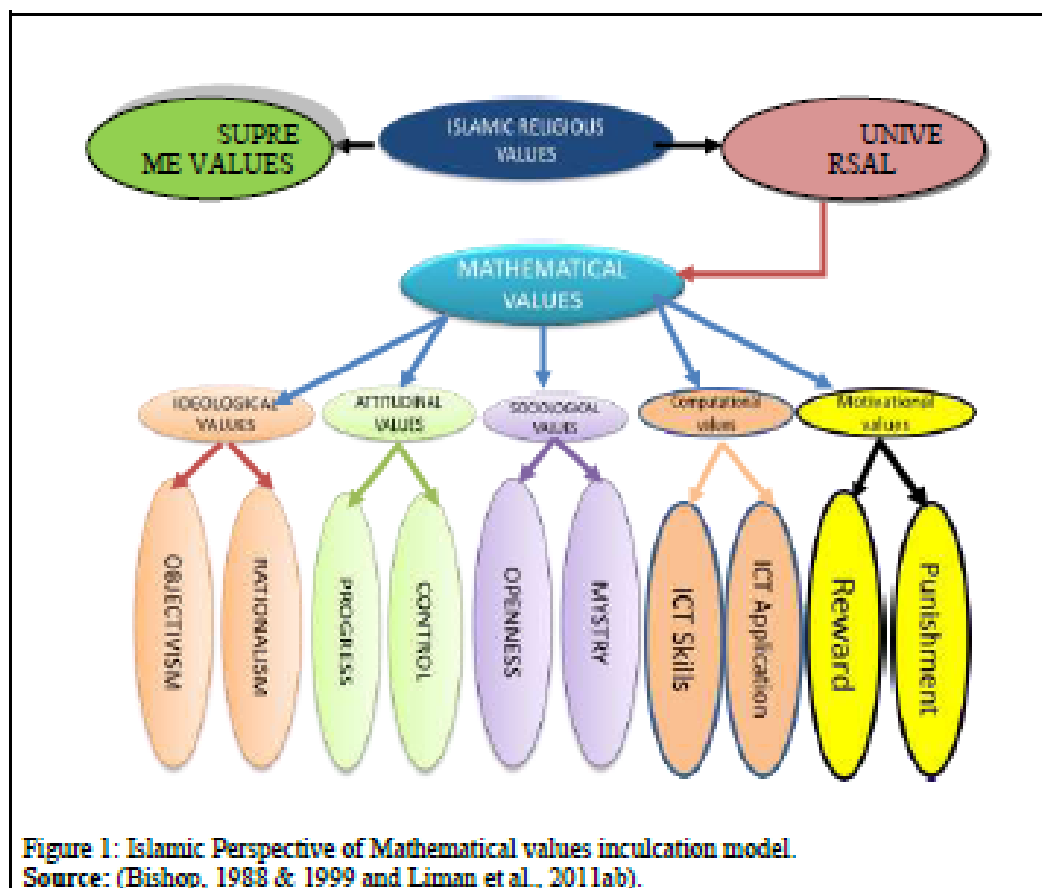 SUPRE
ME VALUES
ISLAMIC RELIGIOUS
VALUES
UNIVE
RSAL
MATHEMATICAL
VALUES
IDEOLOGICAL
VALUES
ATTITUDINAL
VALUES
SOCIOLOGICAL
VALUES
Computational
values
Motivational
values
OBJECTIVISM
RATIONALISM
PROGRESS
CONTROL
OPENNESS
MYSTRY
ICT Skills
ICT Application
Reward
Punishment
Figure 1: Islamic Perspective of Mathematical values inculcation model.
Source: (Bishop, 1988 & 1999 and Liman et al., 2011ab).